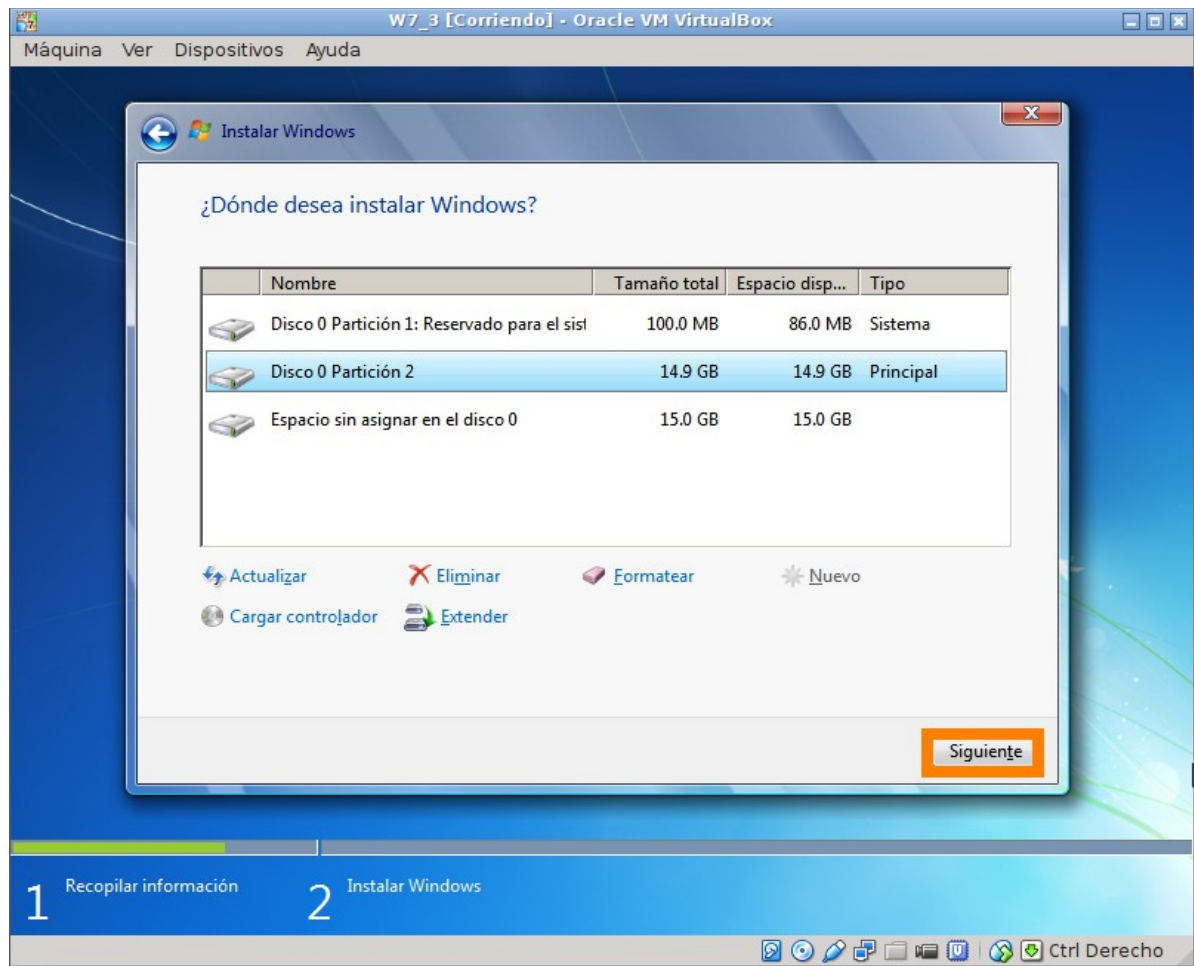 W7_3 [Corriendo] - Oracle VM VirtualBox
Máquina Ver Dispositivos Ayuda
Instalar Windows
¿Dónde desea instalar Windows?
Nombre Tamaño total Espacio disp... Tipo
Disco 0 Partición 1: Reservado para el sist 100.0 MB 86.0 MB Sistema
Disco 0 Partición 2 14.9 GB 14.9 GB Principal
Espacio sin asignar en el disco 0 15.0 GB 15.0 GB
Actualizar Eliminar Formatear Nuevo
Cargar controlador Extender
Siguiente
1 Recopilar información 2 Instalar Windows
Ctrl Derecho